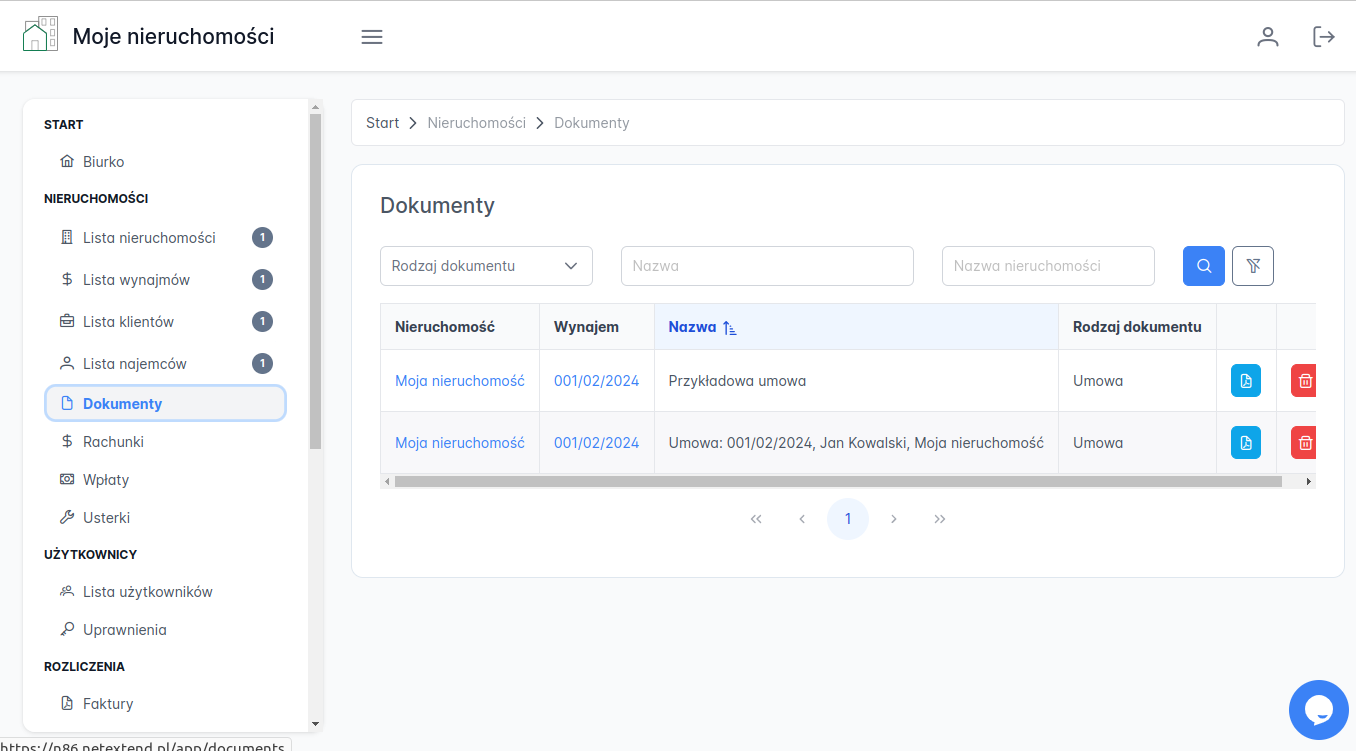 Moje nieruchomości
START
Biurko
NIERUCHOMOŚCI
Lista nieruchomości 1
Lista wynajmów 1
Lista klientów 1
Lista najemców 1
Dokumenty
Rachunki
Wpłaty
Usterki
UŻYTKOWNICY
Lista użytkowników
Uprawnienia
ROZLICZENIA
Faktury
Start Nieruchomości Dokumenty
Dokumenty
Rodzaj dokumentu Nazwa Nazwa nieruchomości
Nieruchomość Wynajem Nazwa Rodzaj dokumentu
Moja nieruchomość 001/02/2024 Przykładowa umowa Umowa
Moja nieruchomość 001/02/2024 Umowa: 001/02/2024, Jan Kowalski, Moja nieruchomość Umowa
1
https://n86.netextend.pl/app/documents